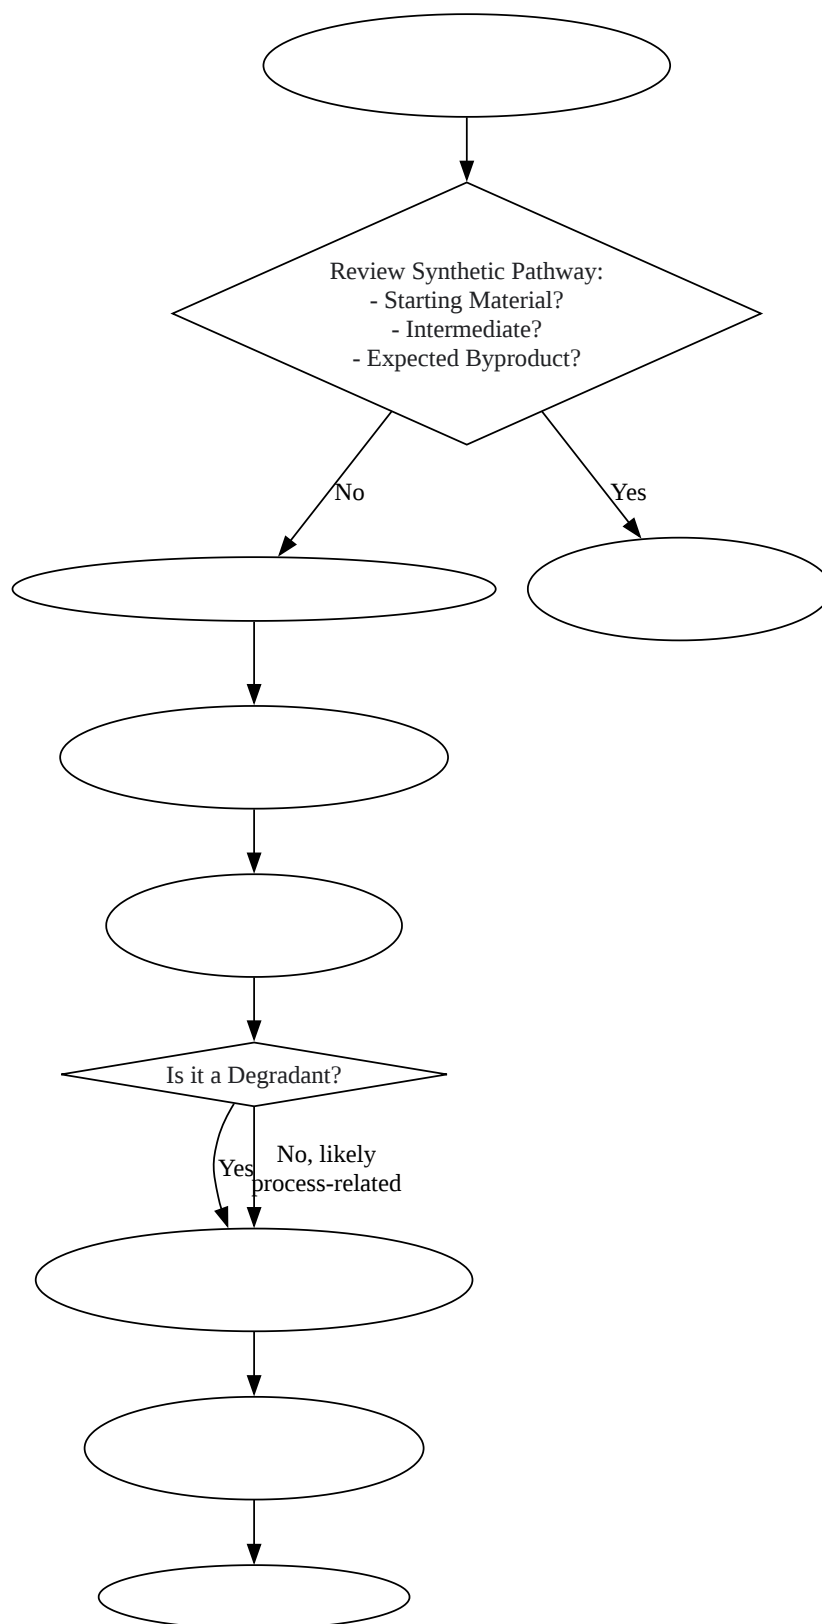 Review Synthetic Pathway:
- Starting Material?
- Intermediate?
- Expected Byproduct?
No
Yes
Is it a Degradant?
Yes
No, likely
process-related